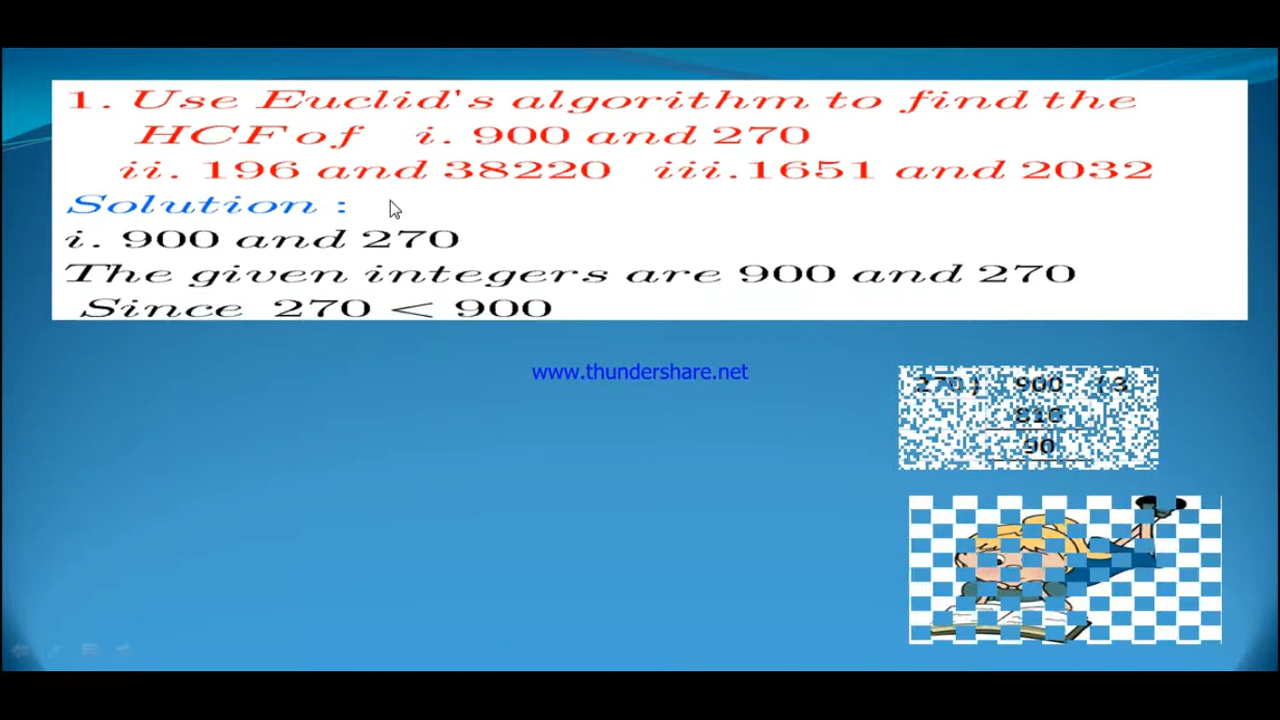 1. Use Euclid's algorithm to find the
HCF of i. 900 and 270
ii. 196 and 38220 iii.1651 and 2032
Solution :
i. 900 and 270
The given integers are 900 and 270
Since 270 < 900
www.thundershare.net
270) 900 (3
810
90